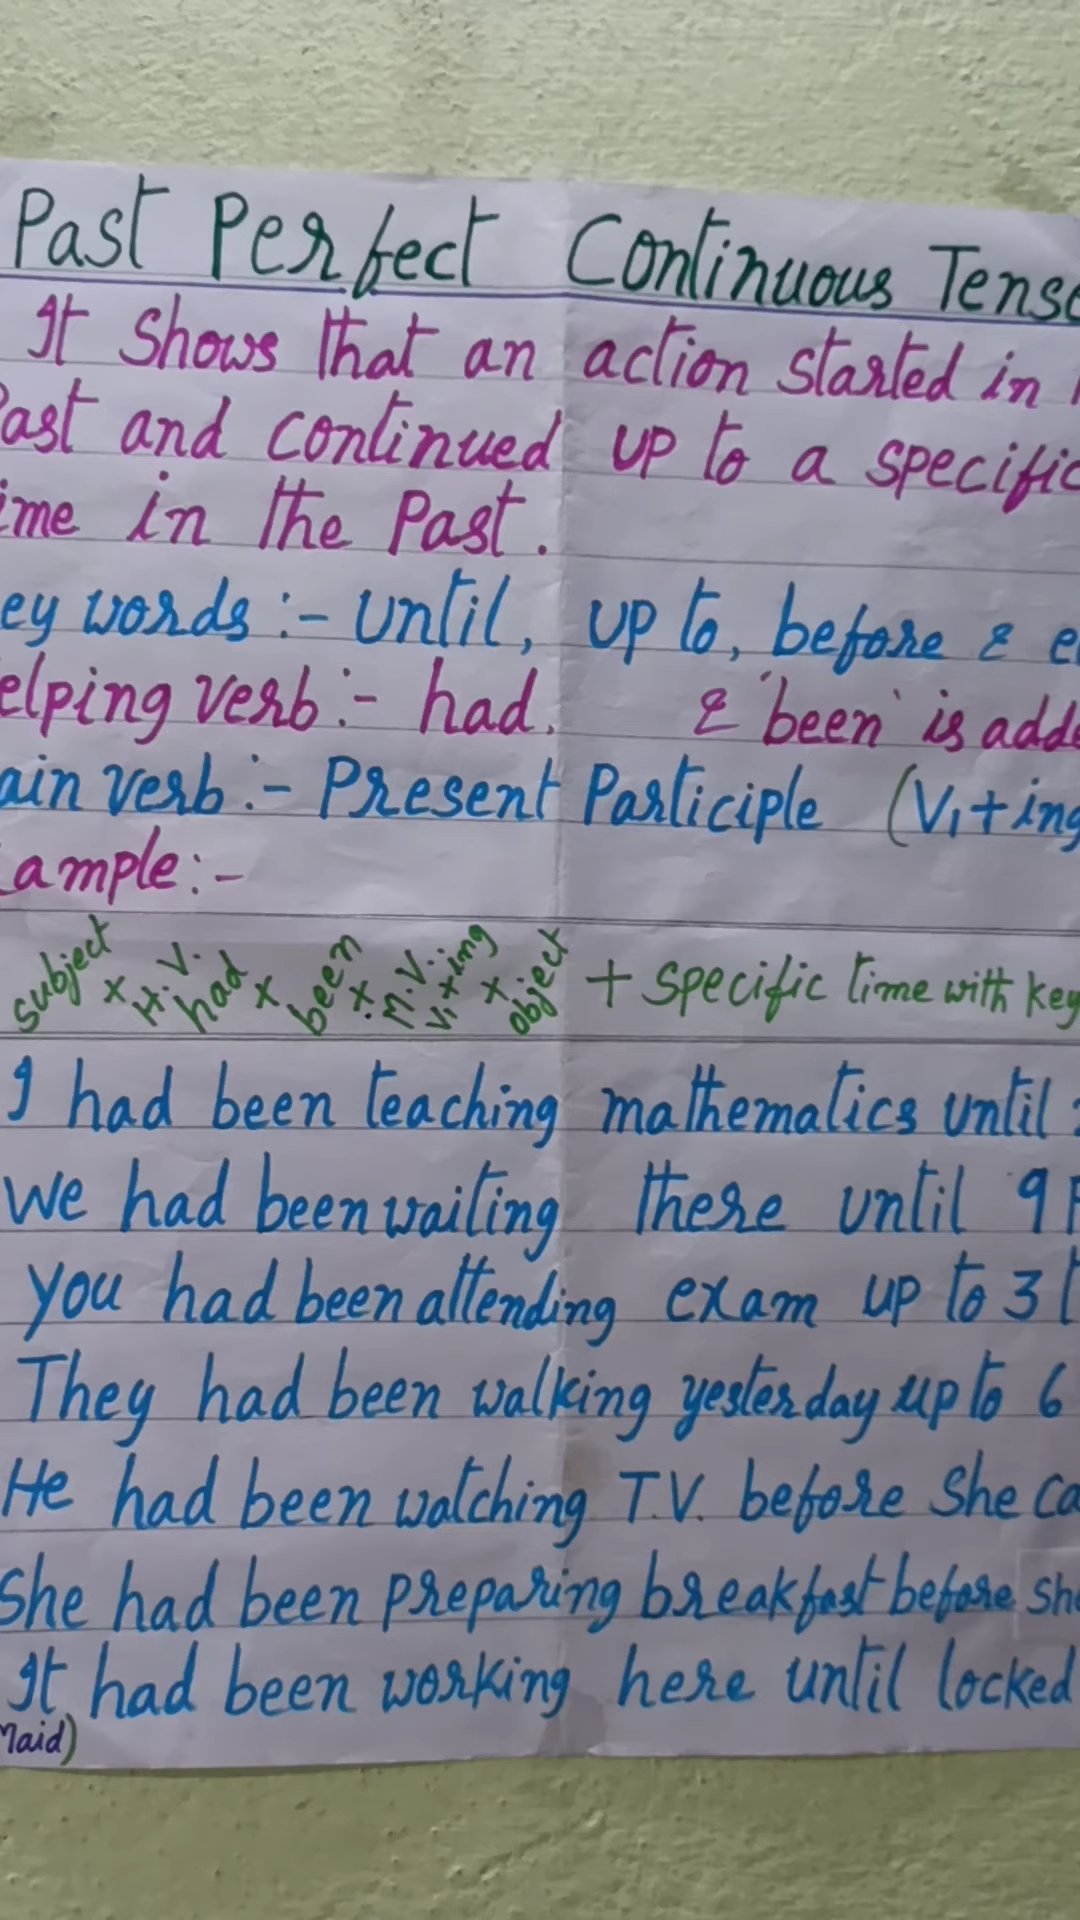 Past Perfect Continuous Tense
It shows that an action started in
Past and continued up to a specific
ime in the Past.
ey words :- until, up to, before &
elping verb :- had. & 'been' is adde
ain verb :- Present Participle (V1+ing
ample :-
subject x H.V. had x been x M.V. V1+ing x object + specific time with key
I had been teaching mathematics until
We had been waiting there until 9 P
You had been attending exam up to 3
They had been walking yesterday up to 6
He had been watching T.V. before She ca
She had been preparing breakfast before she
It had been working here until locked
Maid)